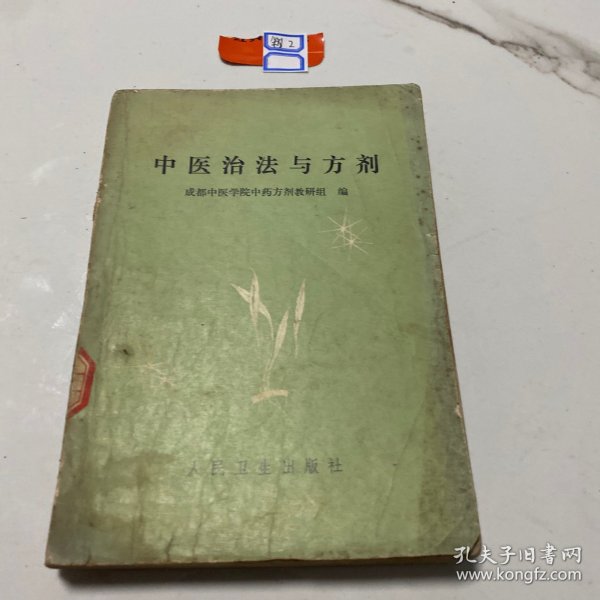 中医治法与方剂
成都中医学院中药方剂教研组 编
人民卫生出版社
孔夫子旧书网
www.kongfz.com